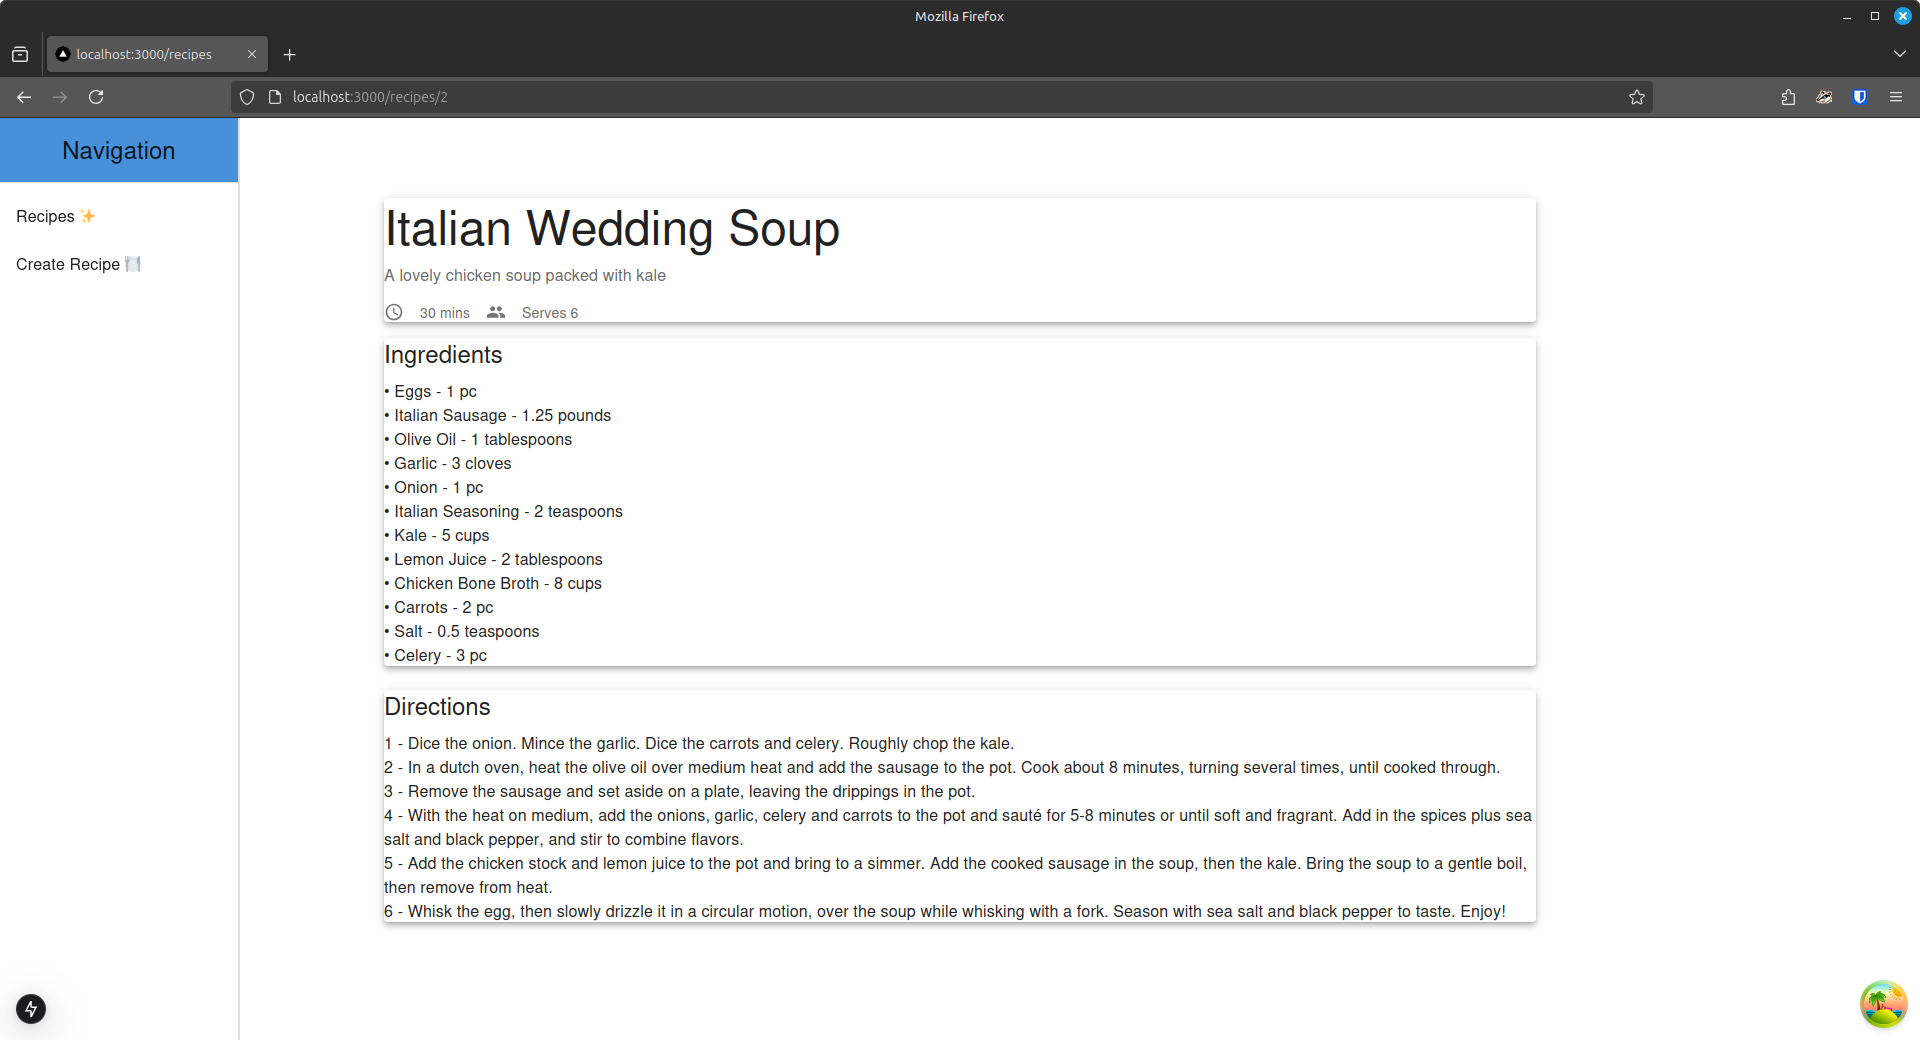 Mozilla Firefox
localhost:3000/recipes
localhost:3000/recipes/2
Navigation
Recipes ✨
Create Recipe 🍽️
Italian Wedding Soup
A lovely chicken soup packed with kale
30 mins Serves 6
Ingredients
• Eggs - 1 pc
• Italian Sausage - 1.25 pounds
• Olive Oil - 1 tablespoons
• Garlic - 3 cloves
• Onion - 1 pc
• Italian Seasoning - 2 teaspoons
• Kale - 5 cups
• Lemon Juice - 2 tablespoons
• Chicken Bone Broth - 8 cups
• Carrots - 2 pc
• Salt - 0.5 teaspoons
• Celery - 3 pc
Directions
1 - Dice the onion. Mince the garlic. Dice the carrots and celery. Roughly chop the kale.
2 - In a dutch oven, heat the olive oil over medium heat and add the sausage to the pot. Cook about 8 minutes, turning several times, until cooked through.
3 - Remove the sausage and set aside on a plate, leaving the drippings in the pot.
4 - With the heat on medium, add the onions, garlic, celery and carrots to the pot and sauté for 5-8 minutes or until soft and fragrant. Add in the spices plus sea
salt and black pepper, and stir to combine flavors.
5 - Add the chicken stock and lemon juice to the pot and bring to a simmer. Add the cooked sausage in the soup, then the kale. Bring the soup to a gentle boil,
then remove from heat.
6 - Whisk the egg, then slowly drizzle it in a circular motion, over the soup while whisking with a fork. Season with sea salt and black pepper to taste. Enjoy!